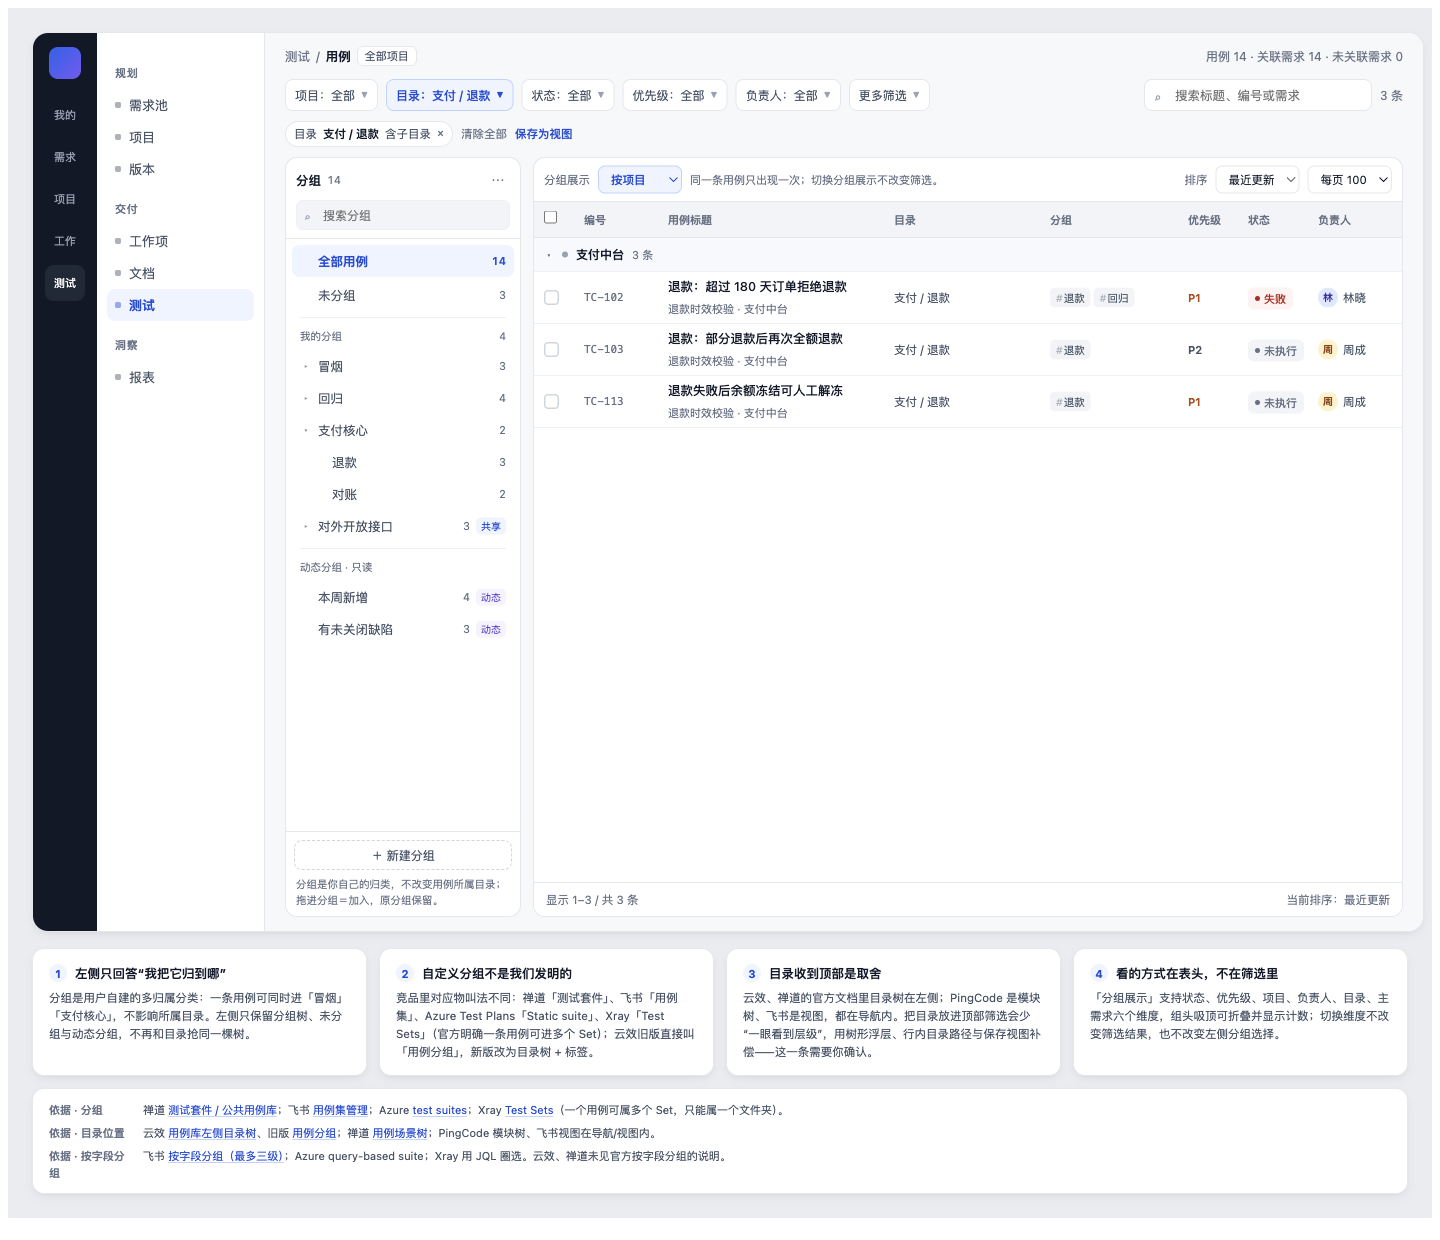 我的
需求
项目
工作
测试
规划
需求池
项目
版本
交付
工作项
文档
测试
洞察
报表
测试 / 用例 全部项目
用例 14 · 关联需求 14 · 未关联需求 0
项目：全部 ▼ 目录：支付 / 退款 ▼ 状态：全部 ▼ 优先级：全部 ▼ 负责人：全部 ▼ 更多筛选 ▼
搜索标题、编号或需求 3 条
目录 支付 / 退款 含子目录 × 清除全部 保存为视图
分组 14 ⋯
搜索分组
全部用例 14
未分组 3
我的分组 4
冒烟 3
回归 4
支付核心 2
退款 3
对账 2
对外开放接口 3 共享
动态分组 · 只读
本周新增 4 动态
有未关闭缺陷 3 动态
＋ 新建分组
分组是你自己的归类，不改变用例所属目录；
拖进分组＝加入，原分组保留。
分组展示 按项目 同一条用例只出现一次；切换分组展示不改变筛选。 排序 最近更新 每页 100
编号 用例标题 目录 分组 优先级 状态 负责人
支付中台 3 条
TC-102 退款：超过 180 天订单拒绝退款 支付 / 退款 #退款 #回归 P1 失败 林 林晓
退款时效校验 · 支付中台
TC-103 退款：部分退款后再次全额退款 支付 / 退款 #退款 P2 未执行 周 周成
退款时效校验 · 支付中台
TC-113 退款失败后余额冻结可人工解冻 支付 / 退款 #退款 P1 未执行 周 周成
退款时效校验 · 支付中台
显示 1–3 / 共 3 条 当前排序：最近更新
1 左侧只回答“我把它归到哪”
分组是用户自建的多归属分类：一条用例可同时进「冒烟」
「支付核心」，不影响所属目录。左侧只保留分组树、未分
组与动态分组，不再和目录抢同一棵树。
2 自定义分组不是我们发明的
竞品里对应物叫法不同：禅道「测试套件」、飞书「用例
集」、Azure Test Plans「Static suite」、Xray「Test
Sets」（官方明确一条用例可进多个 Set）；云效旧版直接叫
「用例分组」，新版改为目录树 + 标签。
3 目录收到顶部是取舍
云效、禅道的官方文档里目录树在左侧；PingCode 是模块
树、飞书是视图，都在导航内。把目录放进顶部筛选会少
“一眼看到层级”，用树形浮层、行内目录路径与保存视图补
偿——这一条需要你确认。
4 看的方式在表头，不在筛选里
「分组展示」支持状态、优先级、项目、负责人、目录、主
需求六个维度，组头吸顶可折叠并显示计数；切换维度不改
变筛选结果，也不改变左侧分组选择。
依据 · 分组 禅道 测试套件 / 公共用例库；飞书 用例集管理；Azure test suites；Xray Test Sets（一个用例可属多个 Set，只能属一个文件夹）。
依据 · 目录位置 云效 用例库左侧目录树、旧版 用例分组；禅道 用例场景树；PingCode 模块树、飞书视图在导航/视图内。
依据 · 按字段分 飞书 按字段分组（最多三级）；Azure query-based suite；Xray 用 JQL 圈选。云效、禅道未见官方按字段分组的说明。
组